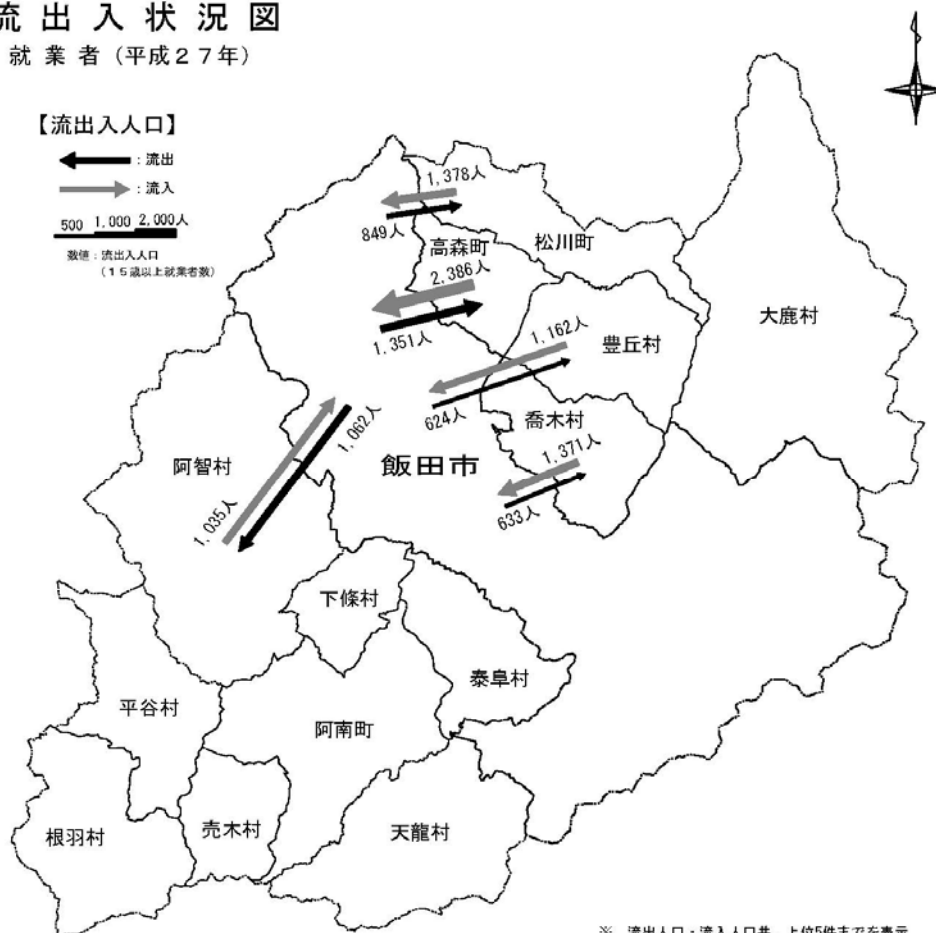 流出入状況図
就業者（平成２７年）
【流出入人口】
：流出
：流入
500 1,000 2,000人
数値：流出入人口
（１５歳以上就業者数）
1,378人
849人
高森町
松川町
2,386人
1,351人
大鹿村
1,162人
豊丘村
624人
喬木村
1,062人
阿智村
飯田市
1,371人
1,035人
633人
下條村
泰阜村
平谷村
阿南町
根羽村
売木村
天龍村